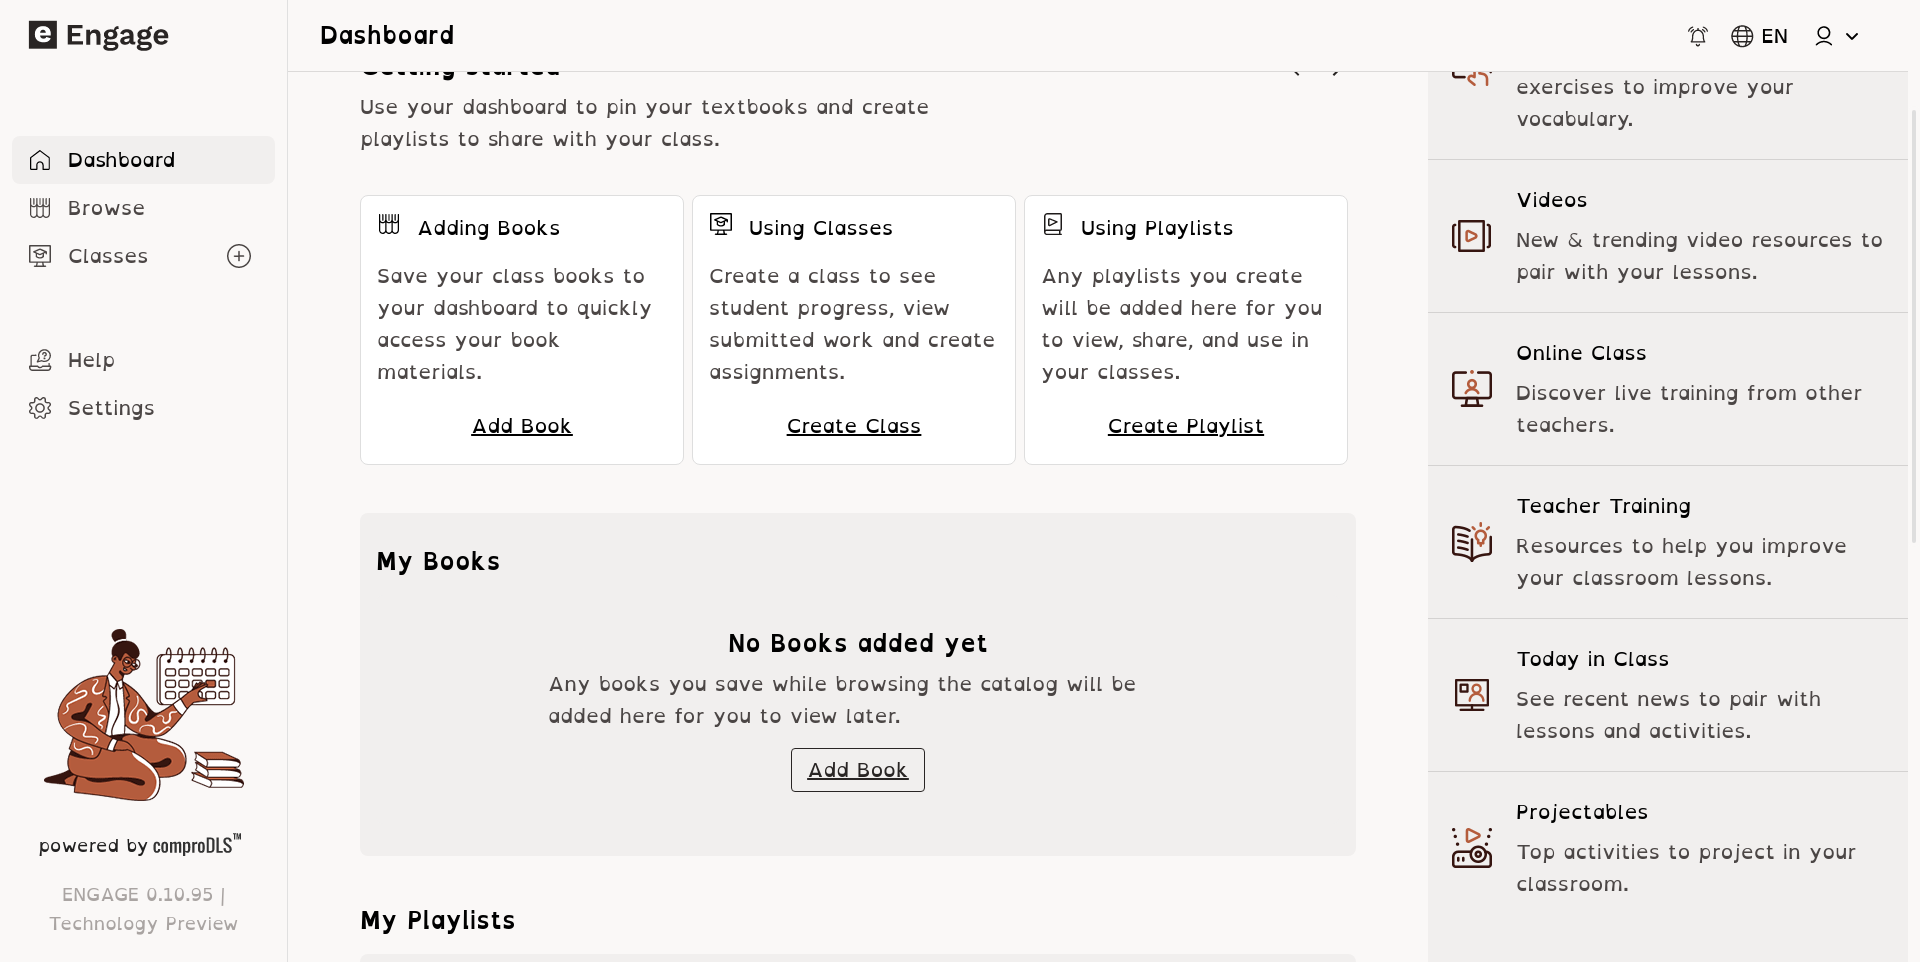 Engage
Dashboard
EN
Dashboard
Browse
Classes
Help
Settings
powered by comproDLS™
ENGAGE 0.10.95 |
Technology Preview
Getting Started
Use your dashboard to pin your textbooks and create
playlists to share with your class.
Adding Books
Save your class books to
your dashboard to quickly
access your book
materials.
Add Book
Using Classes
Create a class to see
student progress, view
submitted work and create
assignments.
Create Class
Using Playlists
Any playlists you create
will be added here for you
to view, share, and use in
your classes.
Create Playlist
My Books
No Books added yet
Any books you save while browsing the catalog will be
added here for you to view later.
Add Book
My Playlists
exercises to improve your
vocabulary.
Videos
New & trending video resources to
pair with your lessons.
Online Class
Discover live training from other
teachers.
Teacher Training
Resources to help you improve
your classroom lessons.
Today in Class
See recent news to pair with
lessons and activities.
Projectables
Top activities to project in your
classroom.